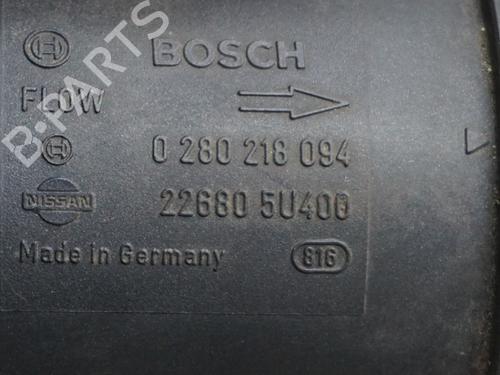 BOSCH
FLOW
0 280 218 094
NISSAN
22680 5U400
Made in Germany
816
B-PARTS